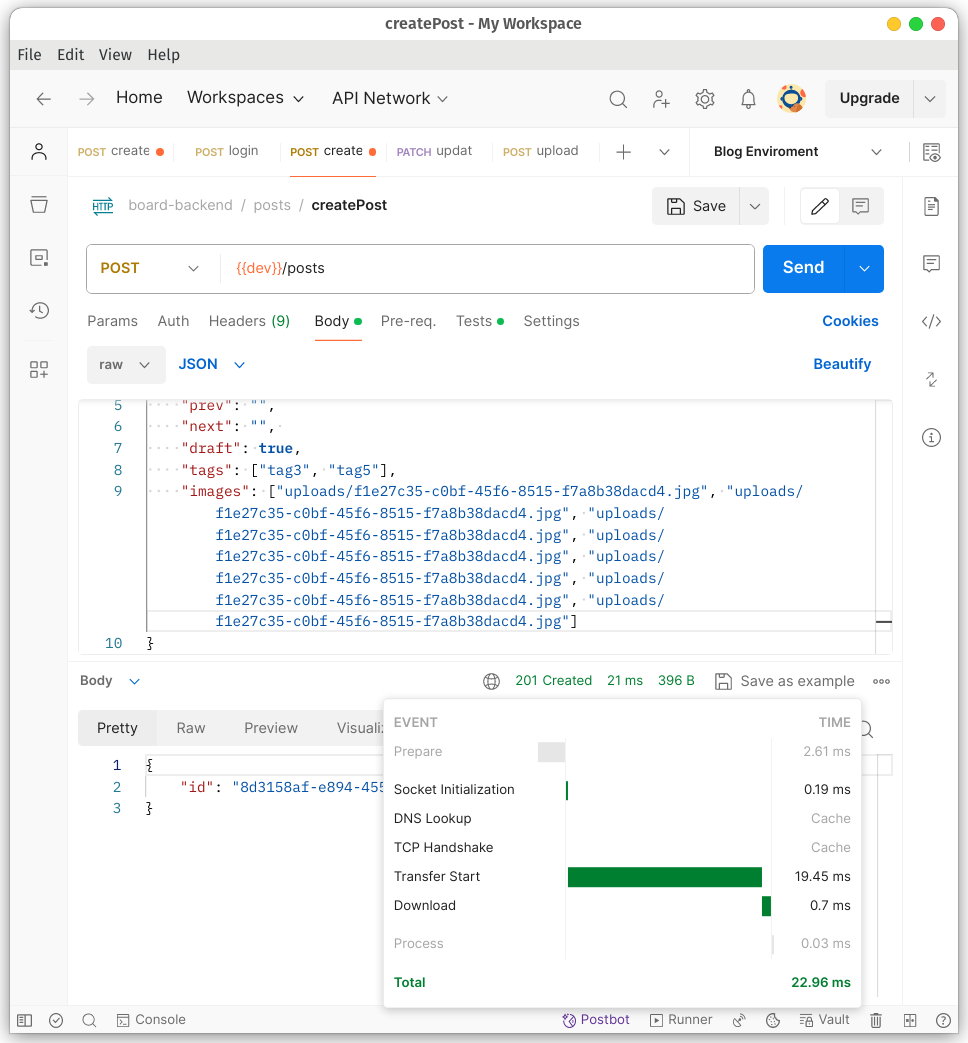 createPost - My Workspace
File Edit View Help
Home Workspaces API Network Upgrade
POST create POST login POST create PATCH updat POST upload Blog Enviroment
HTTP board-backend / posts / createPost Save
POST {{dev}}/posts Send
Params Auth Headers (9) Body Pre-req. Tests Settings Cookies
raw JSON Beautify
5 "prev": "",
6 "next": "",
7 "draft": true,
8 "tags": ["tag3", "tag5"],
9 "images": ["uploads/f1e27c35-c0bf-45f6-8515-f7a8b38dacd4.jpg", "uploads/
f1e27c35-c0bf-45f6-8515-f7a8b38dacd4.jpg", "uploads/
f1e27c35-c0bf-45f6-8515-f7a8b38dacd4.jpg", "uploads/
f1e27c35-c0bf-45f6-8515-f7a8b38dacd4.jpg", "uploads/
f1e27c35-c0bf-45f6-8515-f7a8b38dacd4.jpg", "uploads/
f1e27c35-c0bf-45f6-8515-f7a8b38dacd4.jpg", "uploads/
f1e27c35-c0bf-45f6-8515-f7a8b38dacd4.jpg"]
10 }
Body 201 Created 21 ms 396 B Save as example
Pretty Raw Preview Visuali
1 {
2 "id": "8d3158af-e894-455
3 }
EVENT TIME
Prepare 2.61 ms
Socket Initialization 0.19 ms
DNS Lookup Cache
TCP Handshake Cache
Transfer Start 19.45 ms
Download 0.7 ms
Process 0.03 ms
Total 22.96 ms
Console Postbot Runner Vault